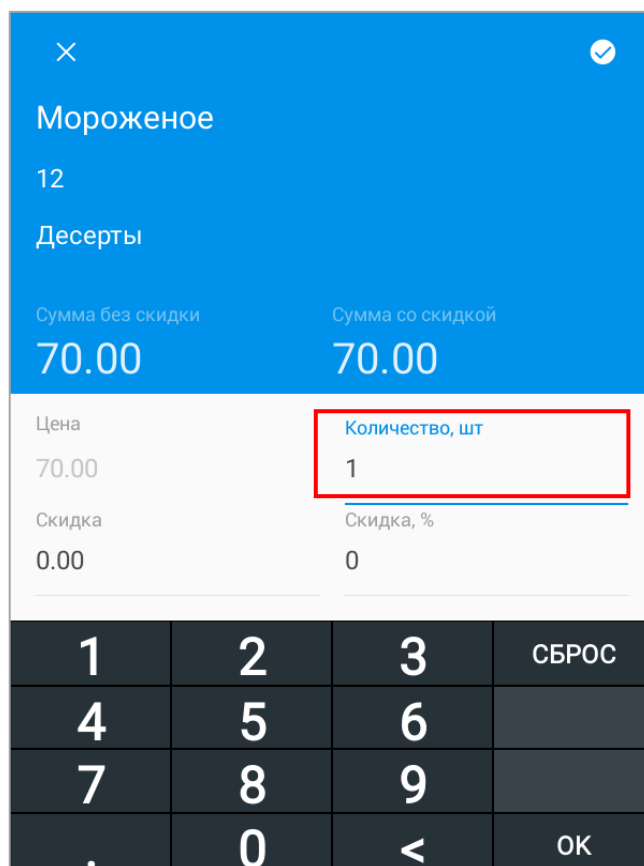 Мороженое
12
Десерты
Сумма без скидки Сумма со скидкой
70.00 70.00
Цена Количество, шт
70.00 1
Скидка Скидка, %
0.00 0
1 2 3 СБРОС
4 5 6
7 8 9
. 0 < ОК